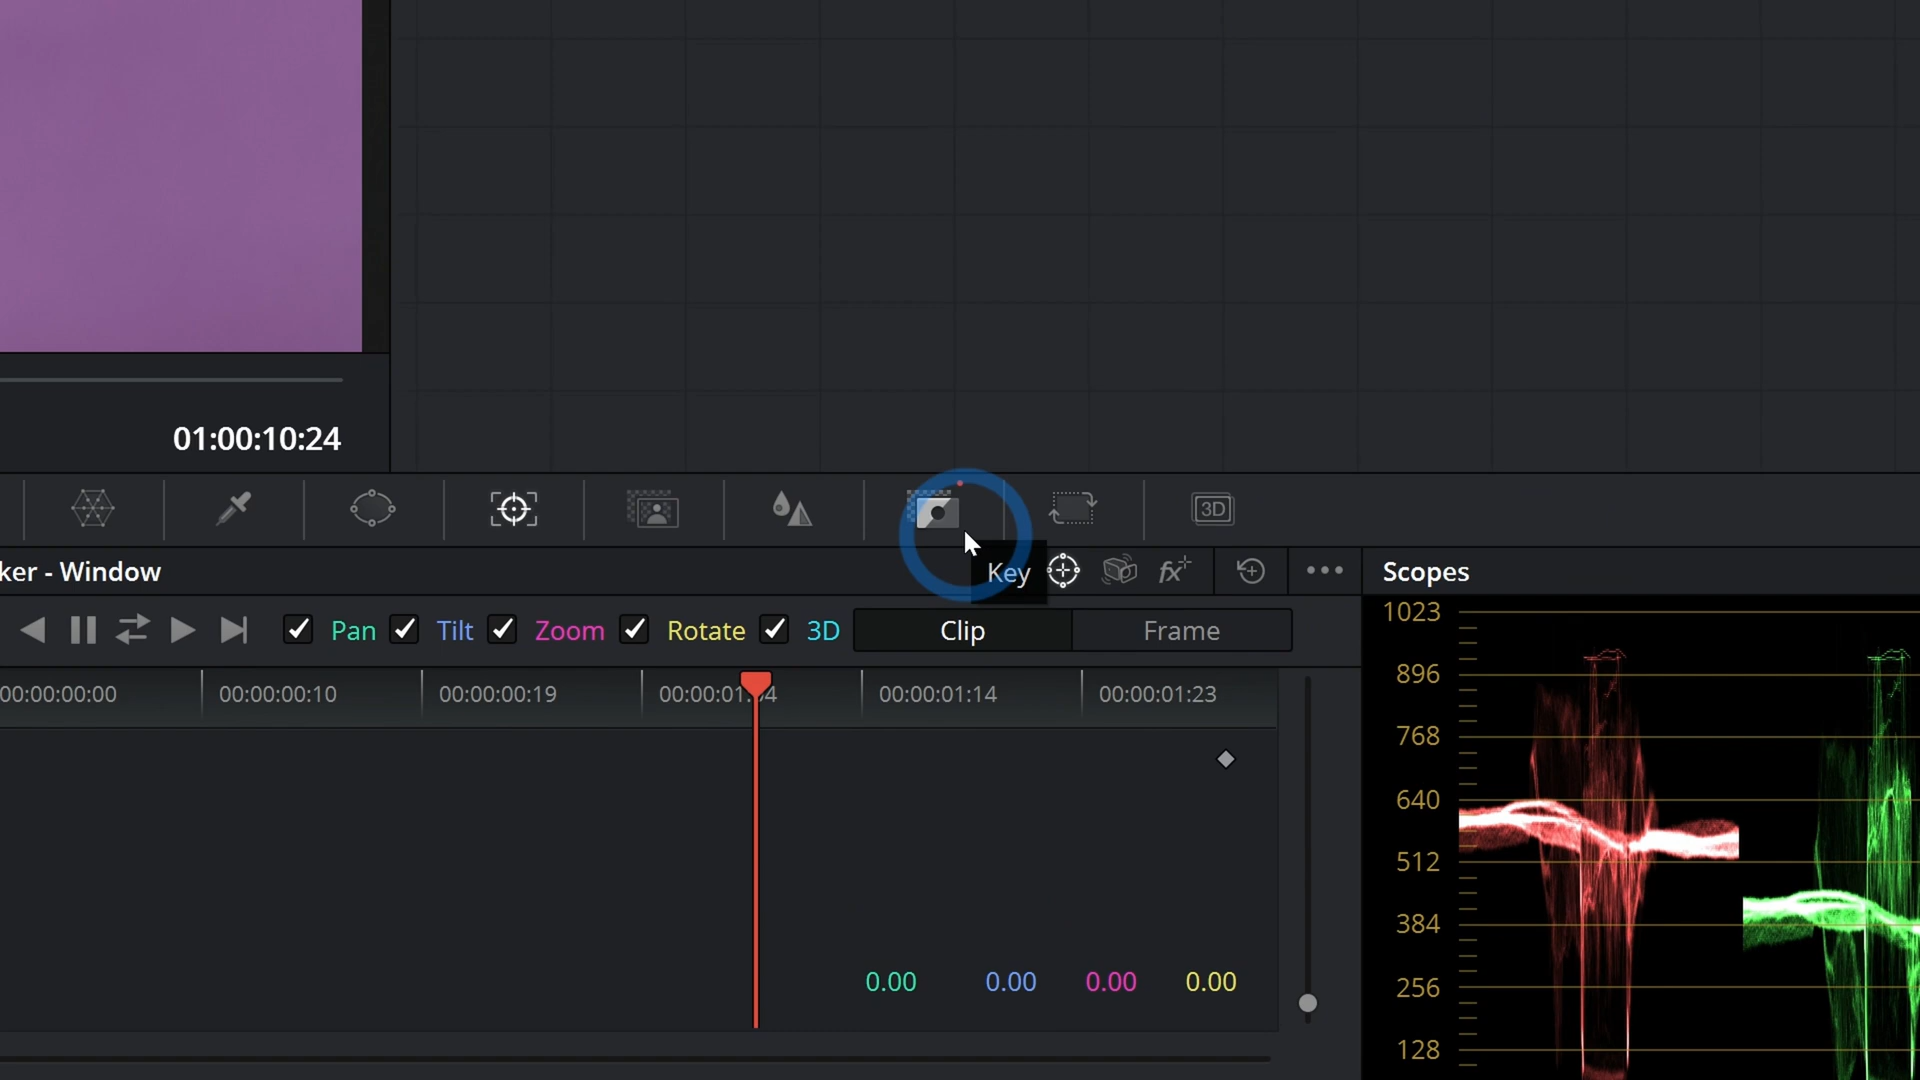 01:00:10:24
3D
Key
fx
ker - Window
Scopes
Pan
Tilt
Zoom
Rotate
3D
Clip
Frame
00:00:00:00
00:00:00:10
00:00:00:19
00:00:01:14
00:00:01:23
0.00
0.00
0.00
0.00
1023
896
768
640
512
384
256
128